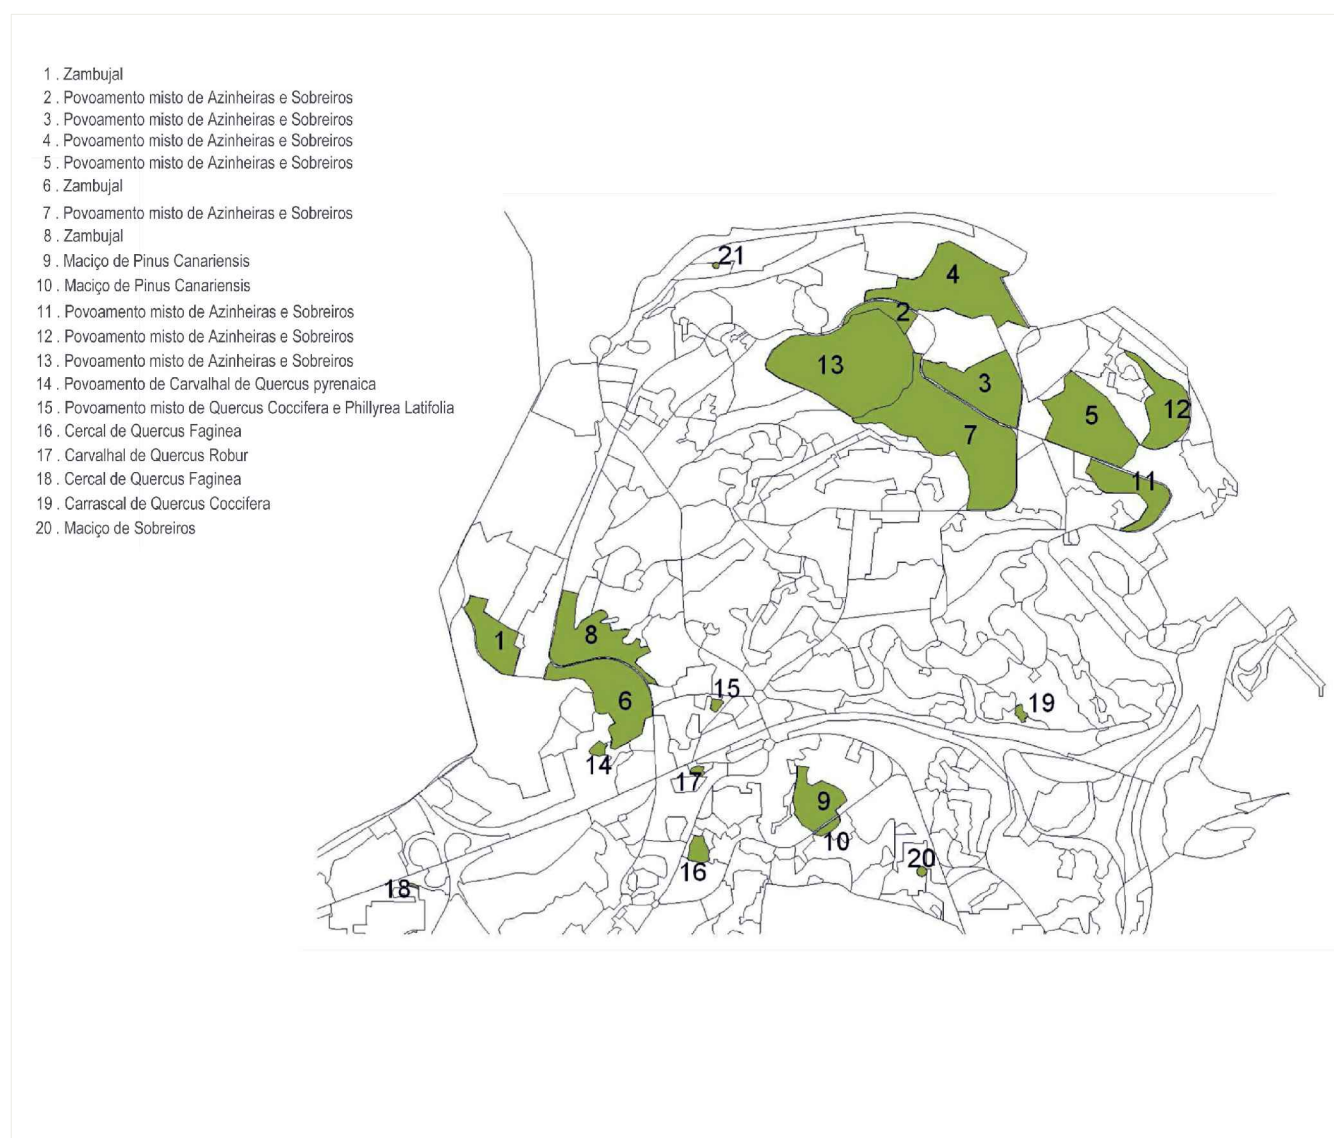 1 . Zambujal
2 . Povoamento misto de Azinheiras e Sobreiros
3 . Povoamento misto de Azinheiras e Sobreiros
4 . Povoamento misto de Azinheiras e Sobreiros
5 . Povoamento misto de Azinheiras e Sobreiros
6 . Zambujal
7 . Povoamento misto de Azinheiras e Sobreiros
8 . Zambujal
9 . Maciço de Pinus Canariensis
10 . Maciço de Pinus Canariensis
11 . Povoamento misto de Azinheiras e Sobreiros
12 . Povoamento misto de Azinheiras e Sobreiros
13 . Povoamento misto de Azinheiras e Sobreiros
14 . Povoamento de Carvalhal de Quercus pyrenaica
15 . Povoamento misto de Quercus Coccifera e Phillyrea Latifolia
16 . Cercal de Quercus Faginea
17 . Carvalhal de Quercus Robur
18 . Cercal de Quercus Faginea
19 . Carrascal de Quercus Coccifera
20 . Maciço de Sobreiros
21
4
2
13
3
5
12
7
11
1
8
6
15
19
14
17
9
10
16
20
18